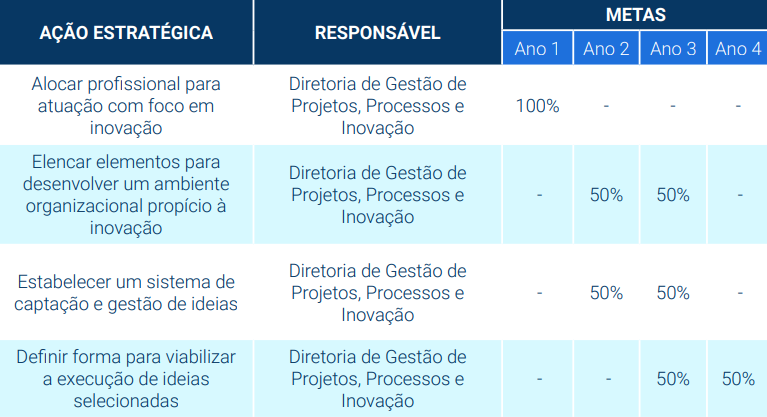 AÇÃO ESTRATÉGICA
RESPONSÁVEL
METAS
Ano 1 Ano 2 Ano 3 Ano 4
Alocar profissional para
atuação com foco em
inovação
Diretoria de Gestão de
Projetos, Processos e
Inovação
100% - - -
Elencar elementos para
desenvolver um ambiente
organizacional propício à
inovação
Diretoria de Gestão de
Projetos, Processos e
Inovação
- 50% 50% -
Estabelecer um sistema de
captação e gestão de ideias
Diretoria de Gestão de
Projetos, Processos e
Inovação
- 50% 50% -
Definir forma para viabilizar
a execução de ideias
selecionadas
Diretoria de Gestão de
Projetos, Processos e
Inovação
- - 50% 50%